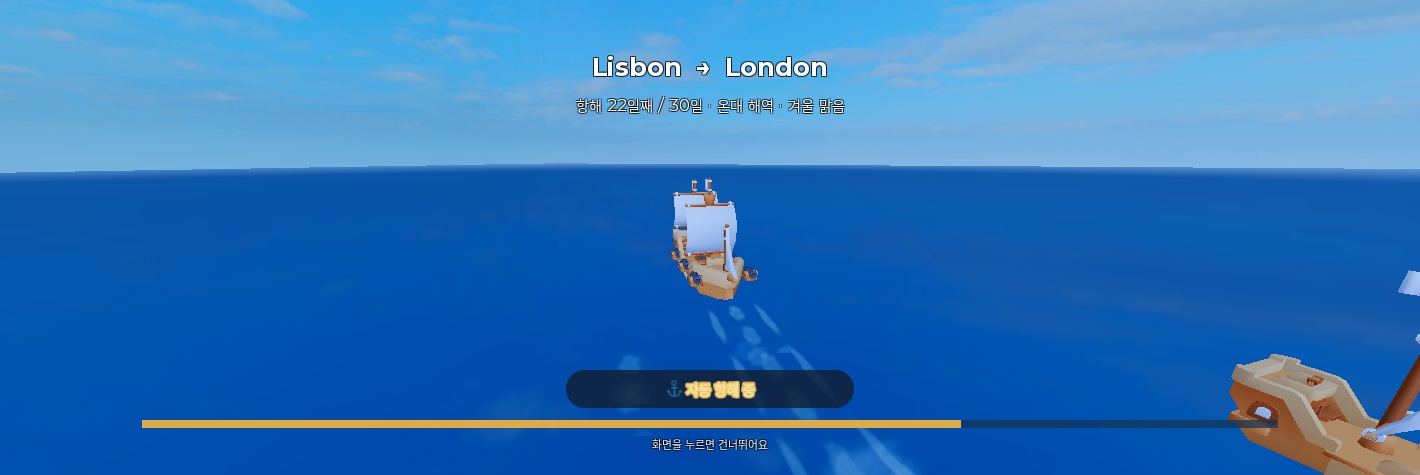 Lisbon → London
항해 22일째 / 30일 · 온대 해역 · 겨울 맑음
⚓ 자동 항해 중
화면을 누르면 건너뛰어요